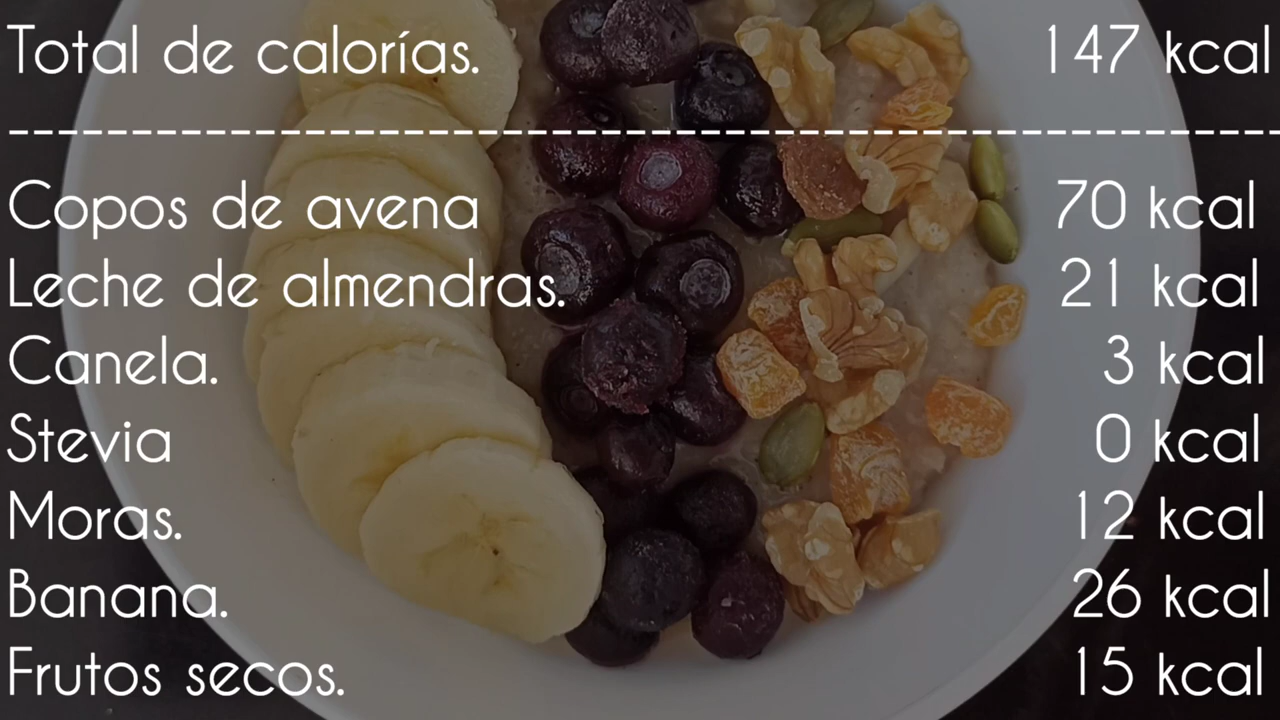 Total de calorías. 147 kcal
--------------------------------------------------
Copos de avena 70 kcal
Leche de almendras. 21 kcal
Canela. 3 kcal
Stevia 0 kcal
Moras. 12 kcal
Banana. 26 kcal
Frutos secos. 15 kcal